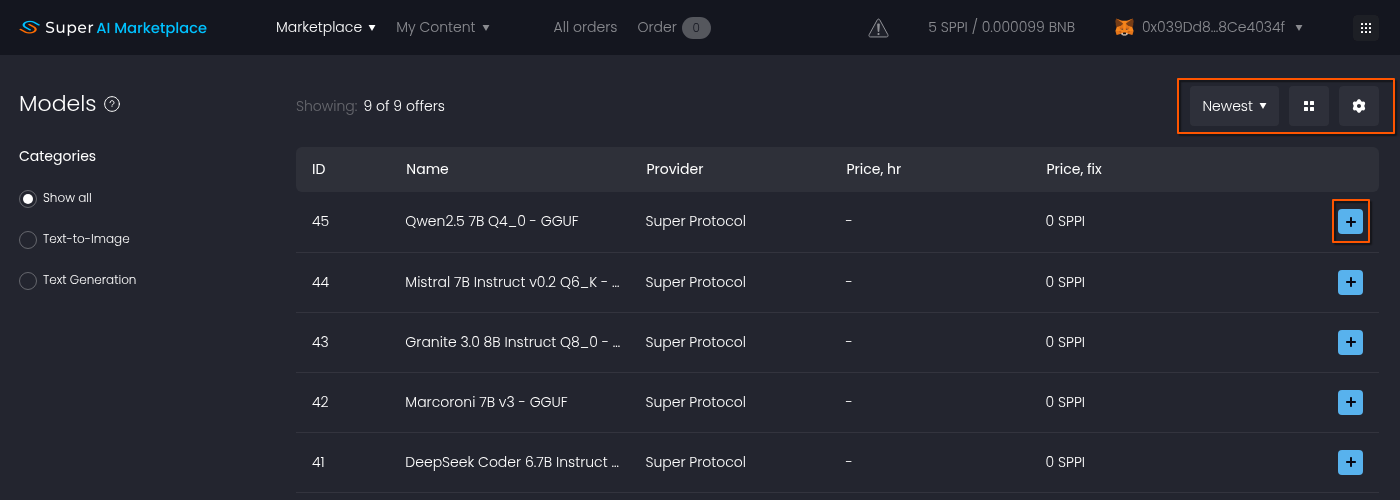 Super AI Marketplace Marketplace My Content All orders Order 0 5 SPPI / 0.000099 BNB 0x039Dd8...8Ce4034f
Models ?
Showing: 9 of 9 offers Newest
Categories
Show all
Text-to-Image
Text Generation
ID Name Provider Price, hr Price, fix
45 Qwen2.5 7B Q4_0 - GGUF Super Protocol - 0 SPPI +
44 Mistral 7B Instruct v0.2 Q6_K - ... Super Protocol - 0 SPPI +
43 Granite 3.0 8B Instruct Q8_0 - ... Super Protocol - 0 SPPI +
42 Marcoroni 7B v3 - GGUF Super Protocol - 0 SPPI +
41 DeepSeek Coder 6.7B Instruct ... Super Protocol - 0 SPPI +